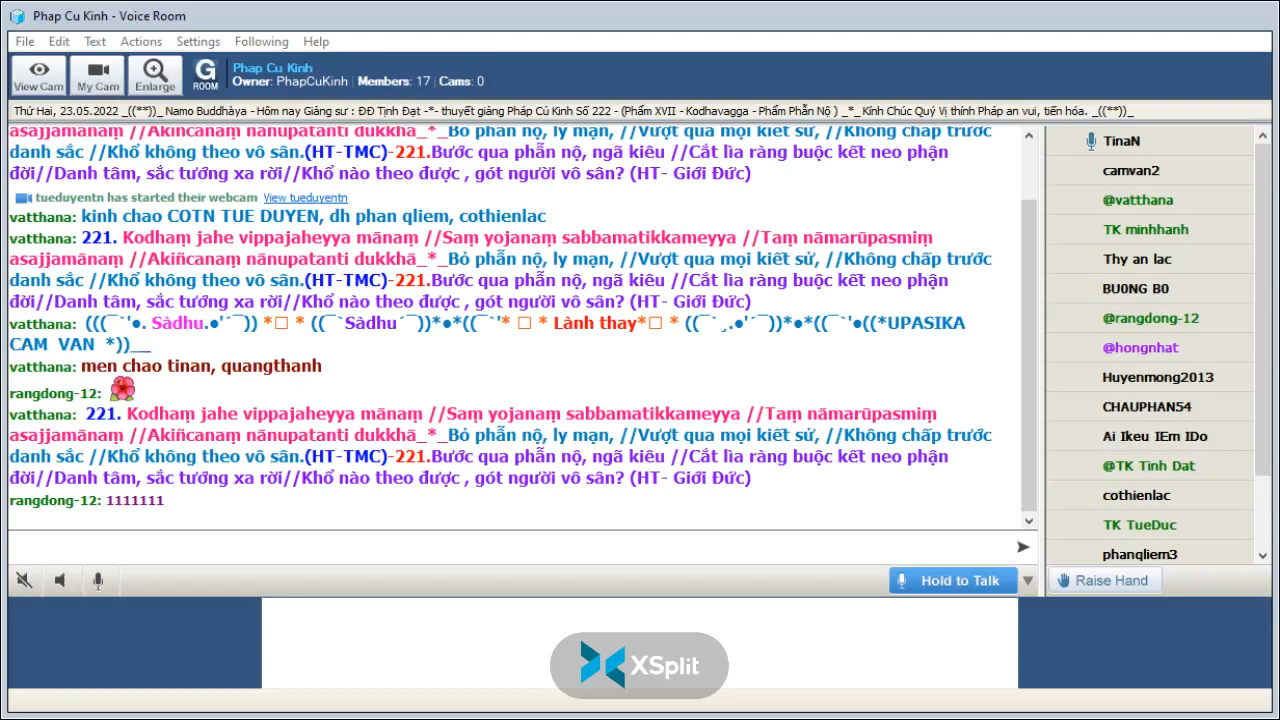 Phap Cu Kinh - Voice Room
File Edit Text Actions Settings Following Help
View Cam My Cam Enlarge G ROOM
Phap Cu Kinh
Owner: PhapCuKinh | Members: 17 | Cams: 0
Thứ Hai, 23.05.2022 _((**))_ Namo Buddhàya - Hôm nay Giảng sư : ĐĐ Tịnh Đạt -*- thuyết giảng Pháp Cú Kinh Số 222 - (Phẩm XVII - Kodhavagga - Phẩm Phẫn Nộ ) _*_ Kính Chúc Quý Vị thính Pháp an vui, tiến hóa. _((**))_
asajjamānaṃ //Akiñcanaṃ nānupatanti dukkhā_*_Bỏ phẫn nộ, ly mạn, //Vượt qua mọi kiết sử, //Không chấp trước
danh sắc //Khổ không theo vô sân.(HT-TMC)-221.Bước qua phẫn nộ, ngã kiêu //Cắt lìa ràng buộc kết neo phận
đời//Danh tâm, sắc tướng xa rời//Khổ nào theo được , gót người vô sân? (HT- Giới Đức)
tueduyentn has started their webcam View tueduyentn
vatthana: kinh chao COTN TUE DUYEN, dh phan qliem, cothienlac
vatthana: 221. Kodhaṃ jahe vippajaheyya mānaṃ //Saṃ yojanaṃ sabbamatikkameyya //Taṃ nāmarūpasmiṃ
asajjamānaṃ //Akiñcanaṃ nānupatanti dukkhā_*_Bỏ phẫn nộ, ly mạn, //Vượt qua mọi kiết sử, //Không chấp trước
danh sắc //Khổ không theo vô sân.(HT-TMC)-221.Bước qua phẫn nộ, ngã kiêu //Cắt lìa ràng buộc kết neo phận
đời//Danh tâm, sắc tướng xa rời//Khổ nào theo được , gót người vô sân? (HT- Giới Đức)
vatthana: (((¯`'●. Sàdhu.●'´¯)) *□ * ((¯`Sàdhu´¯))*●*((¯`'* □ * Lành thay*□ * ((¯`¸.●'´¯))*●*((¯`'●((*UPASIKA
CAM VAN *))__
vatthana: men chao tinan, quangthanh
rangdong-12:
vatthana: 221. Kodhaṃ jahe vippajaheyya mānaṃ //Saṃ yojanaṃ sabbamatikkameyya //Taṃ nāmarūpasmiṃ
asajjamānaṃ //Akiñcanaṃ nānupatanti dukkhā_*_Bỏ phẫn nộ, ly mạn, //Vượt qua mọi kiết sử, //Không chấp trước
danh sắc //Khổ không theo vô sân.(HT-TMC)-221.Bước qua phẫn nộ, ngã kiêu //Cắt lìa ràng buộc kết neo phận
đời//Danh tâm, sắc tướng xa rời//Khổ nào theo được , gót người vô sân? (HT- Giới Đức)
rangdong-12: 1111111
Hold to Talk
TinaN
camvan2
@vatthana
TK minhhanh
Thy an lac
BU0NG B0
@rangdong-12
@hongnhat
Huyenmong2013
CHAUPHAN54
Ai Ikeu IEm IDo
@TK Tinh Dat
cothienlac
TK TueDuc
phanqliem3
Raise Hand
XSplit